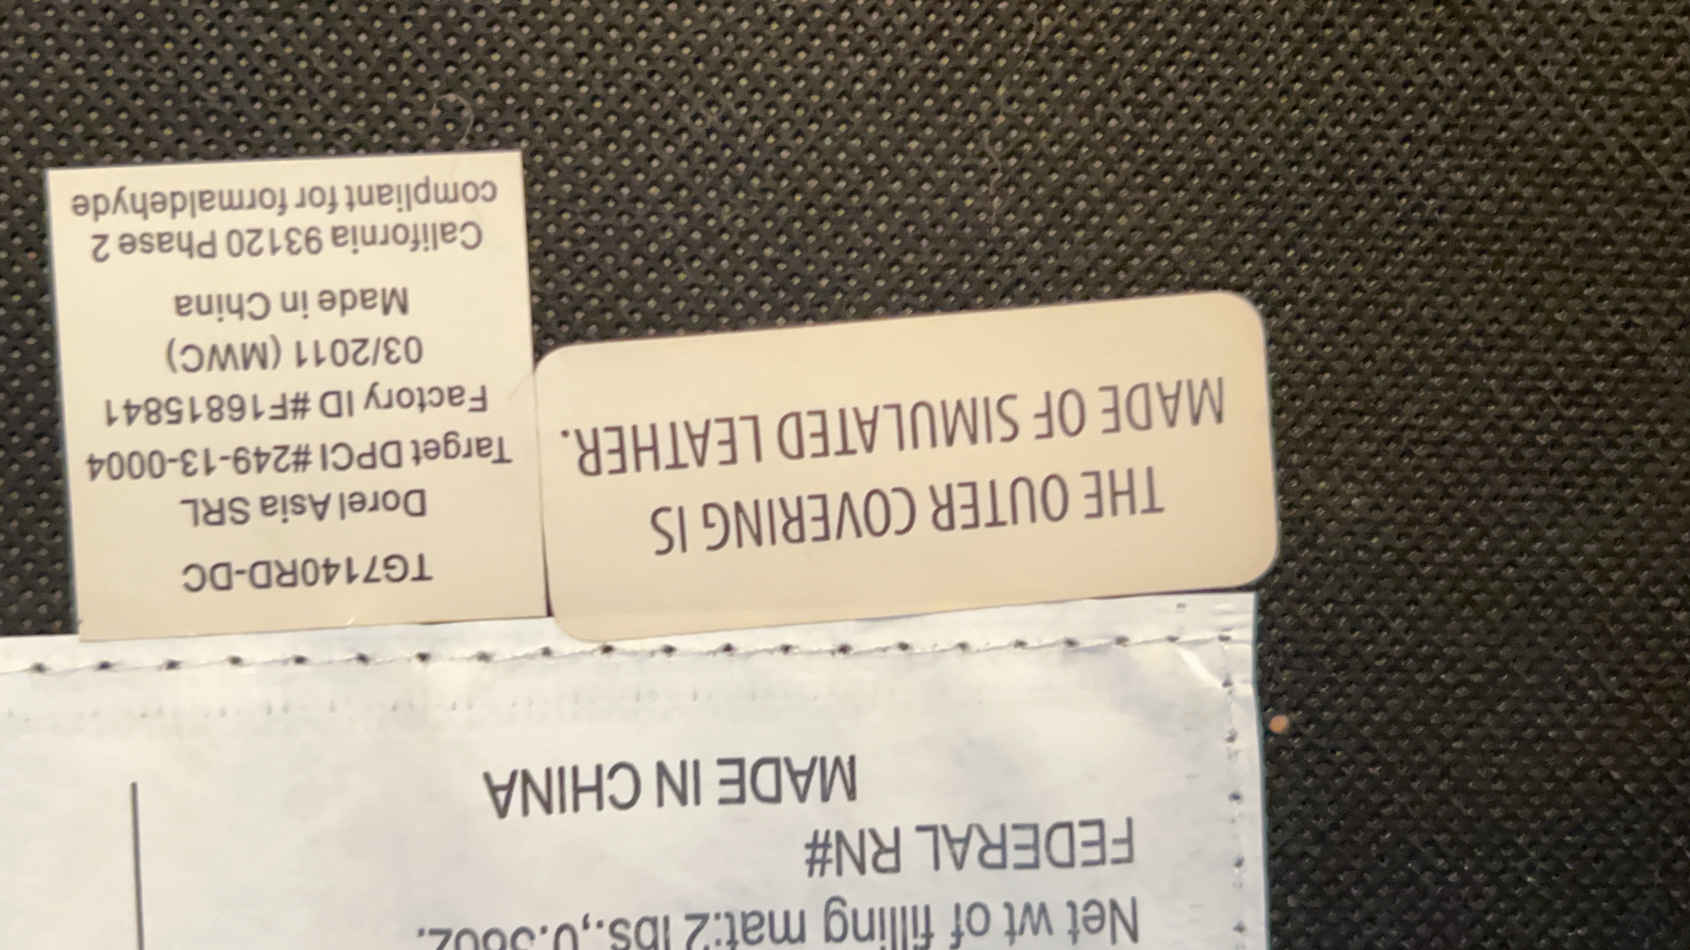 Net wt of filling mat:2 lbs.,0.56oz.
FEDERAL RN#
MADE IN CHINA
THE OUTER COVERING IS
MADE OF SIMULATED LEATHER.
TG7140RD-DC
Dorel Asia SRL
Target DPCI #249-13-0004
Factory ID #F16815841
03/2011 (MWC)
Made in China
California 93120 Phase 2
compliant for formaldehyde